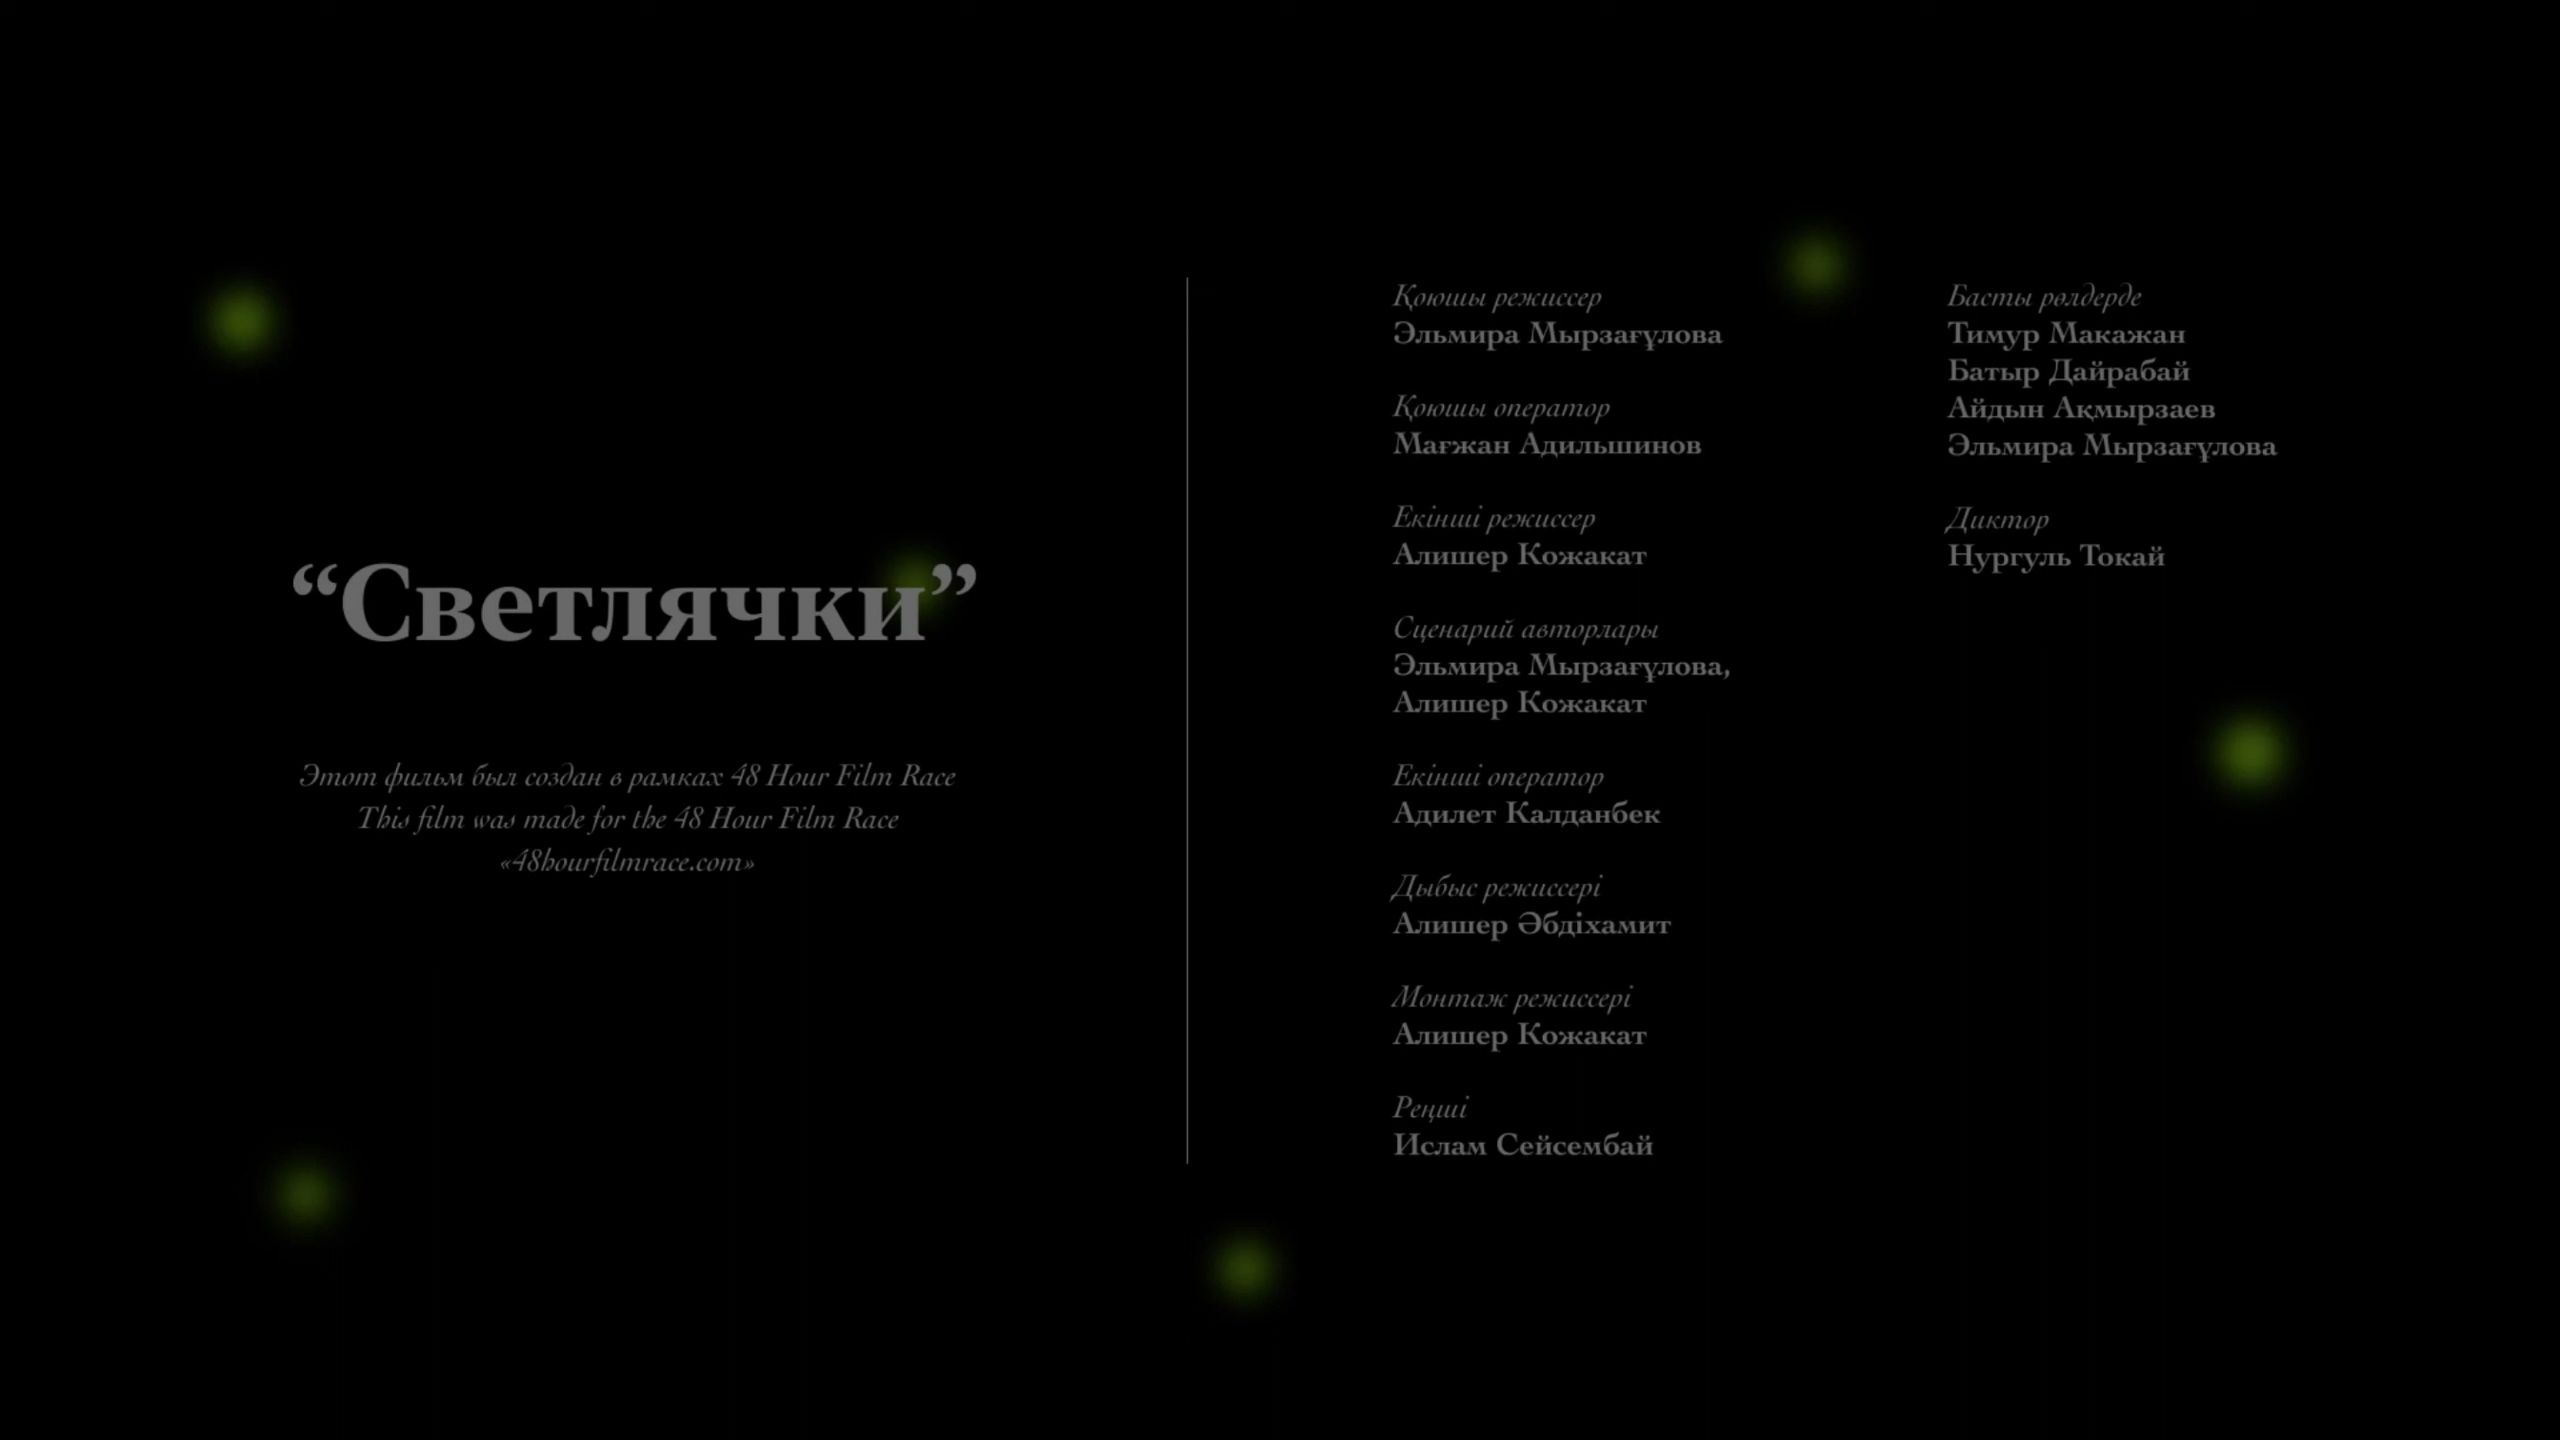 “Светлячки”
Этот фильм был создан в рамках 48 Hour Film Race
This film was made for the 48 Hour Film Race
«48hourfilmrace.com»
Қоюшы режиссер
Эльмира Мырзағұлова
Қоюшы оператор
Мағжан Адильшинов
Екінші режиссер
Алишер Кожакат
Сценарий авторлары
Эльмира Мырзағұлова,
Алишер Кожакат
Екінші оператор
Адилет Калданбек
Дыбыс режиссері
Алишер Әбдіхамит
Монтаж режиссері
Алишер Кожакат
Реңші
Ислам Сейсембай
Басты рөлдерде
Тимур Макажан
Батыр Дайрабай
Айдын Ақмырзаев
Эльмира Мырзағұлова
Диктор
Нургуль Токай